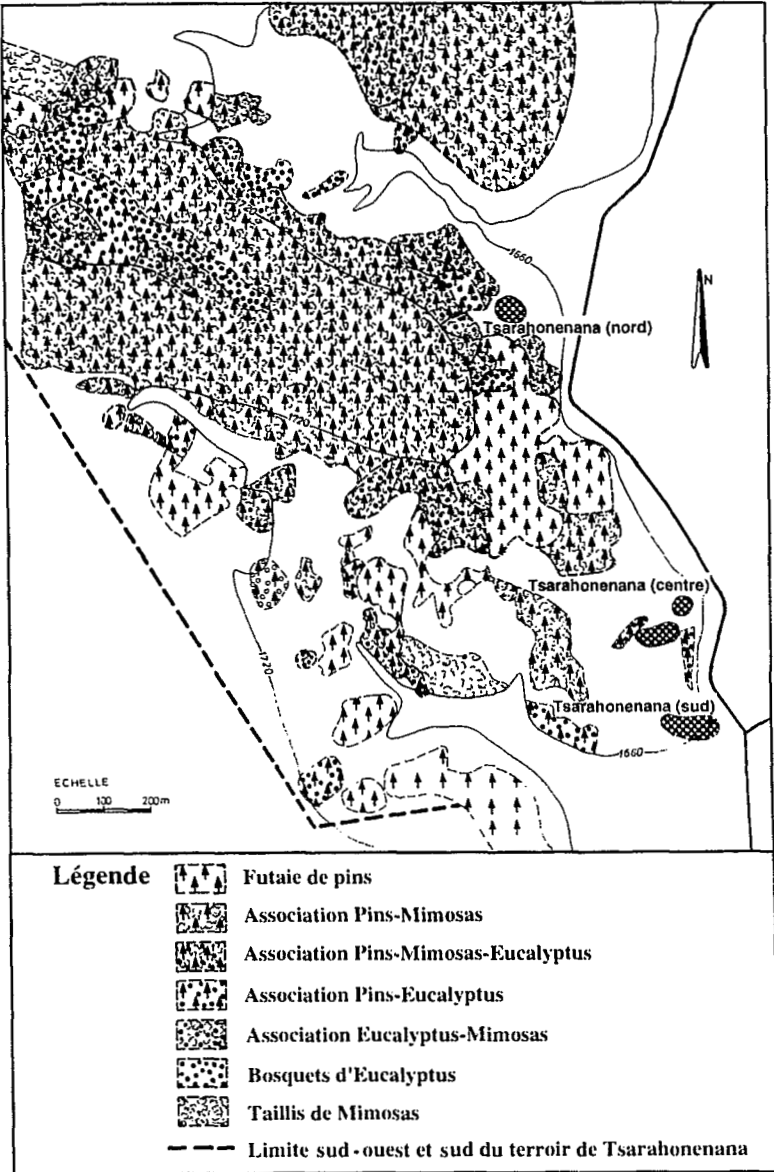 1660
N
Tsarahonenana (nord)
1720
Tsarahonenana (centre)
1720
Tsarahonenana (sud)
1660
ECHELLE
0 100 200m
Légende
Futaie de pins
Association Pins-Mimosas
Association Pins-Mimosas-Eucalyptus
Association Pins-Eucalyptus
Association Eucalyptus-Mimosas
Bosquets d'Eucalyptus
Taillis de Mimosas
Limite sud-ouest et sud du terroir de Tsarahonenana